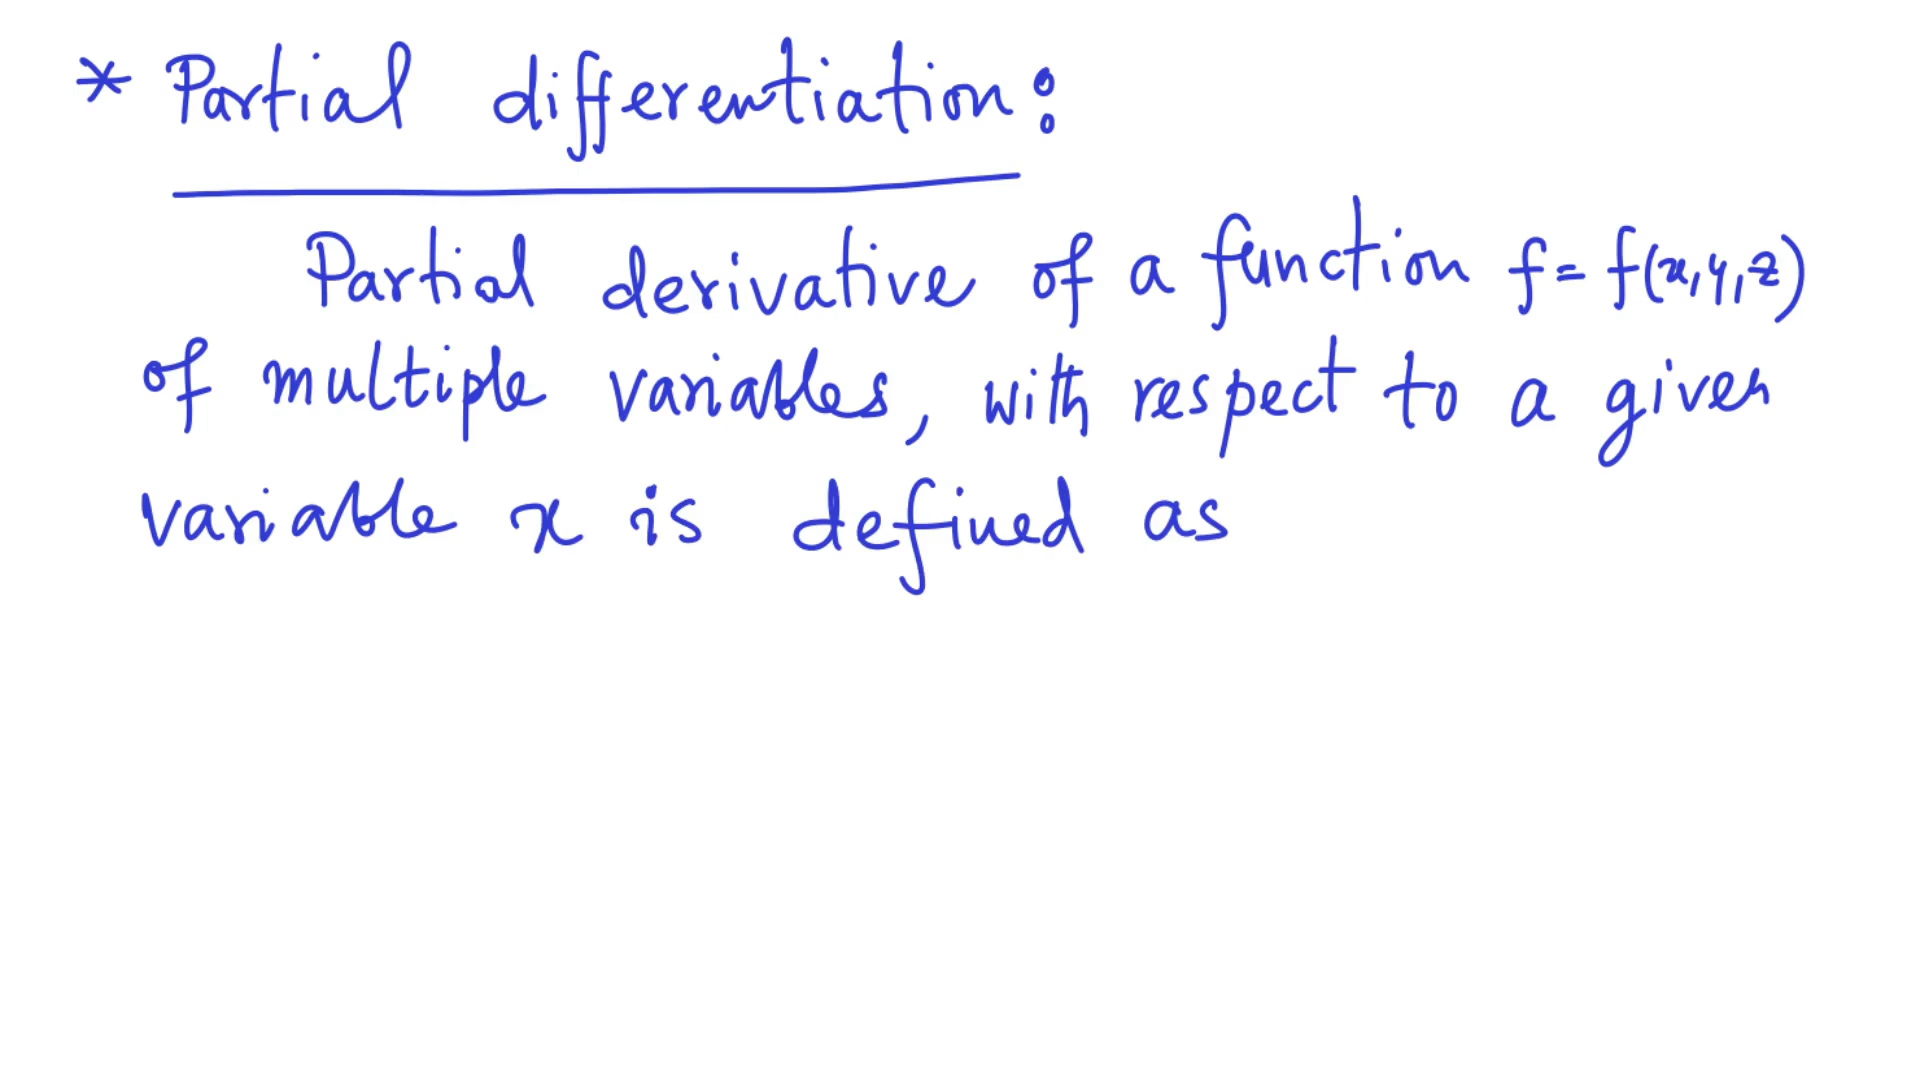 * Partial differentiation:
Partial derivative of a function f = f(x,y,z)
of multiple variables, with respect to a given
variable x is defined as